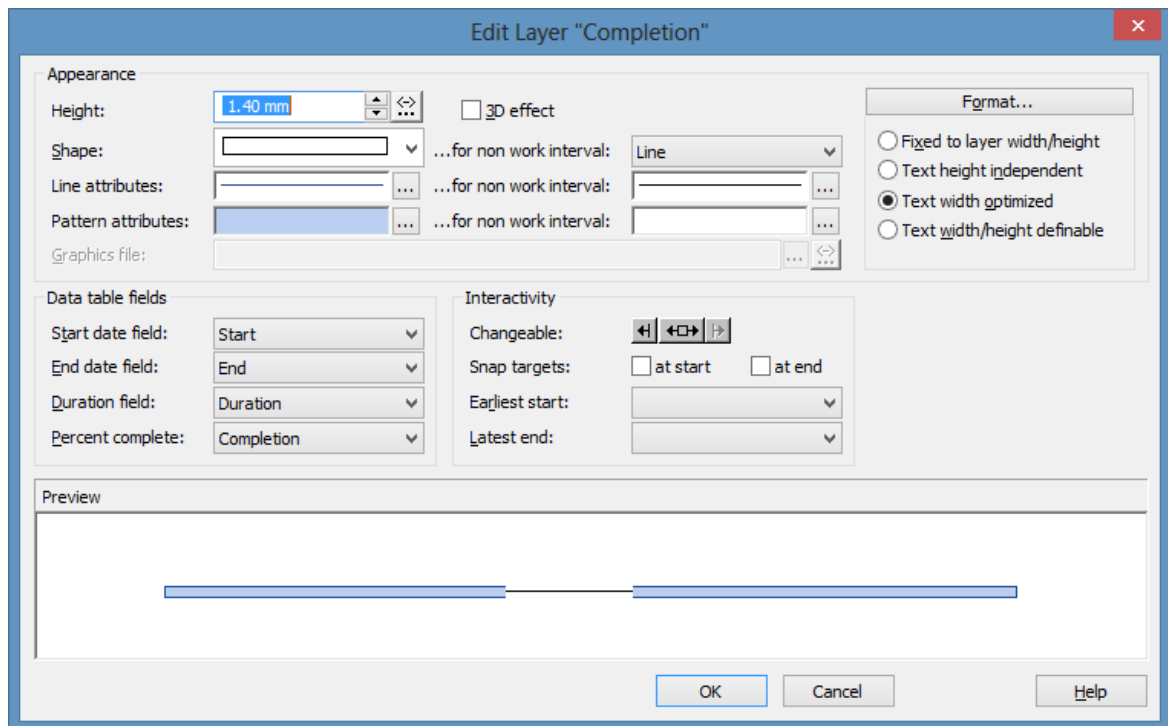 Edit Layer "Completion"
Appearance
Height: 1.40 mm 3D effect Format...
Shape: ...for non work interval: Line Fixed to layer width/height
Line attributes: ...for non work interval: Text height independent
Pattern attributes: ...for non work interval: Text width optimized
Graphics file: Text width/height definable
Data table fields Interactivity
Start date field: Start Changeable:
End date field: End Snap targets: at start at end
Duration field: Duration Earliest start:
Percent complete: Completion Latest end:
Preview
OK Cancel Help